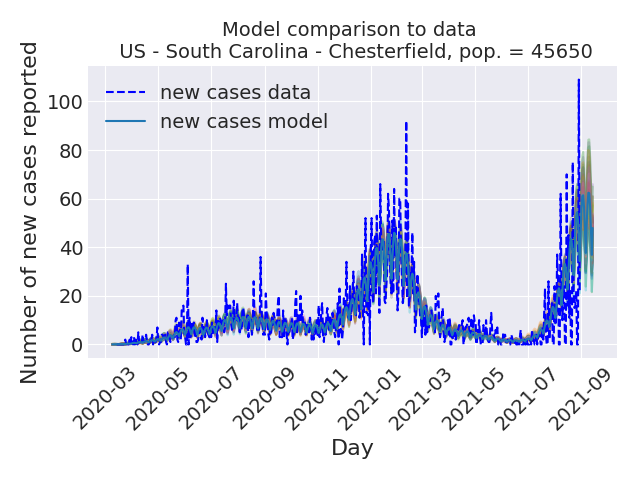 Model comparison to data
US - South Carolina - Chesterfield, pop. = 45650
Number of new cases reported
100
80
60
40
20
0
new cases data
new cases model
2020-03
2020-05
2020-07
2020-09
2020-11
2021-01
2021-03
2021-05
2021-07
2021-09
Day